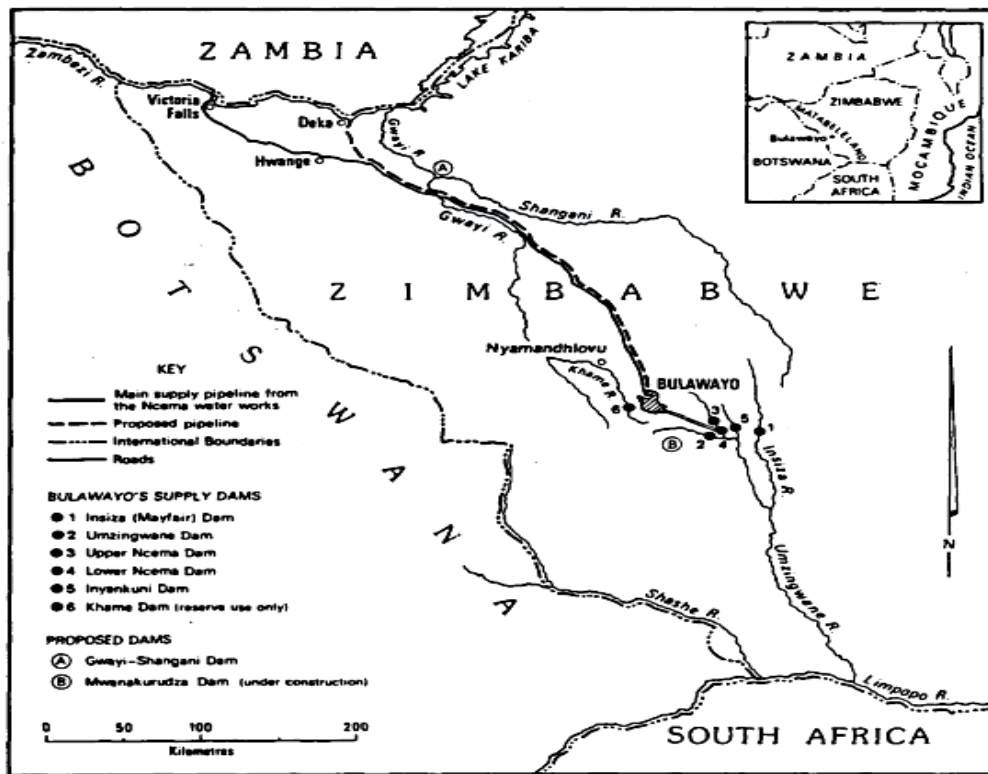 ZAMBIA
Zambezi R.
Victoria
Falls
Deka
LAKE KARIBA
Gwayi R.
Hwange
A
Shangani R.
Gwayi R.
BOTSWANA
ZIMBABWE
Nyamandhlovu
Khame R.
BULAWAYO
6
3
5
1
2
4
B
Insiza R.
Umzingwane R.
Shashe R.
Limpopo R.
SOUTH AFRICA
N
ZAMBIA
ZIMBABWE
MATABELELAND
Bulawayo
BOTSWANA
SOUTH
AFRICA
MOCAMBIQUE
INDIAN OCEAN
KEY
Main supply pipeline from
the Ncema water works
Proposed pipeline
International Boundaries
Roads
BULAWAYO'S SUPPLY DAMS
1 Insiza (Mayfair) Dam
2 Umzingwane Dam
3 Upper Ncema Dam
4 Lower Ncema Dam
5 Inyankuni Dam
6 Khame Dam (reserve use only)
PROPOSED DAMS
A Gwayi-Shangani Dam
B Mwenakurudza Dam (under construction)
0 50 100 200
Kilometres